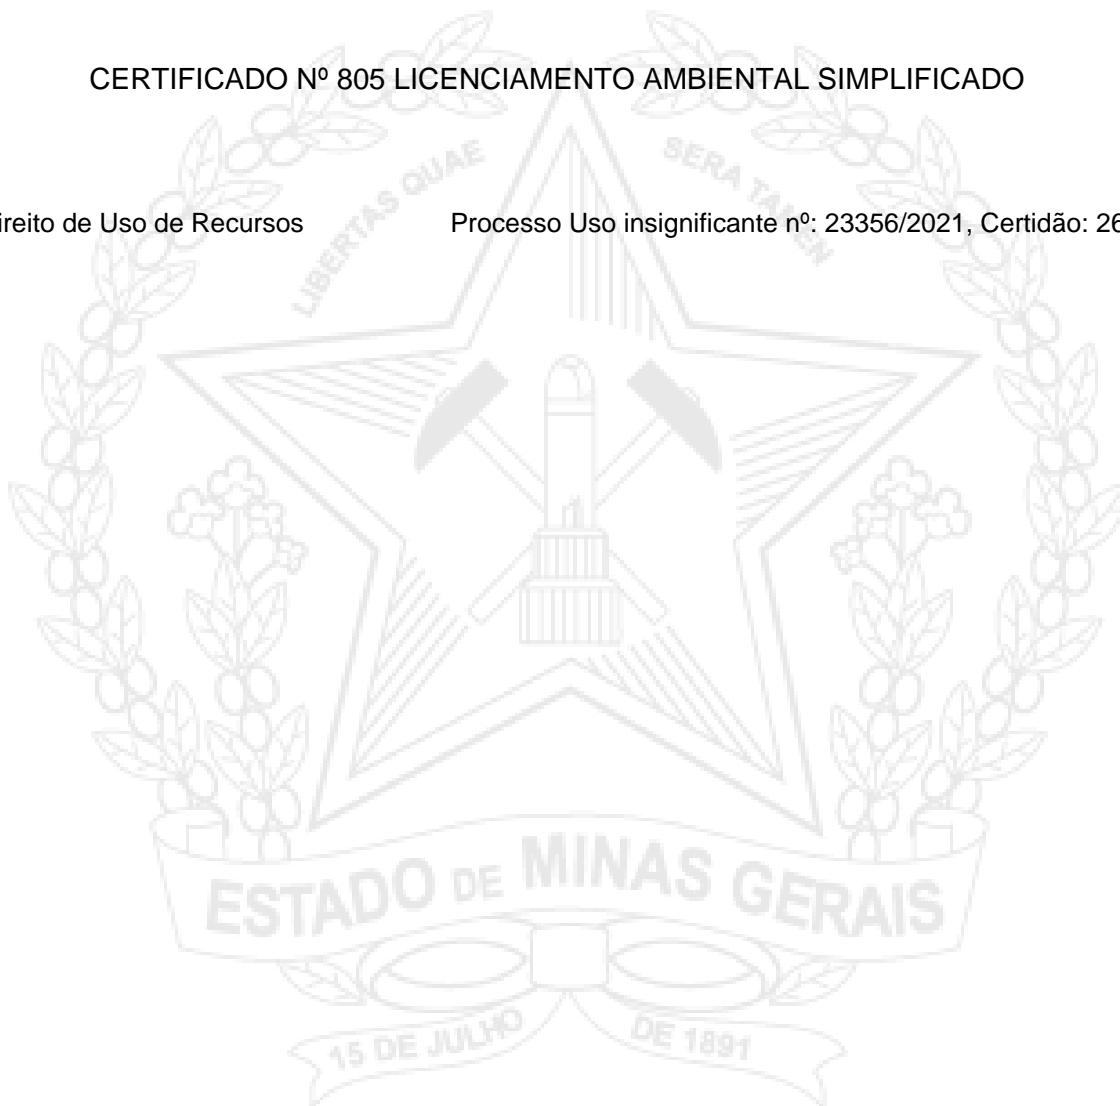 CERTIFICADO Nº 805 LICENCIAMENTO AMBIENTAL SIMPLIFICADO
LIBERTAS QUAE SERA TAMEN
ireito de Uso de Recursos Processo Uso insignificante nº: 23356/2021, Certidão: 26
ESTADO DE MINAS GERAIS
15 DE JULHO DE 1891